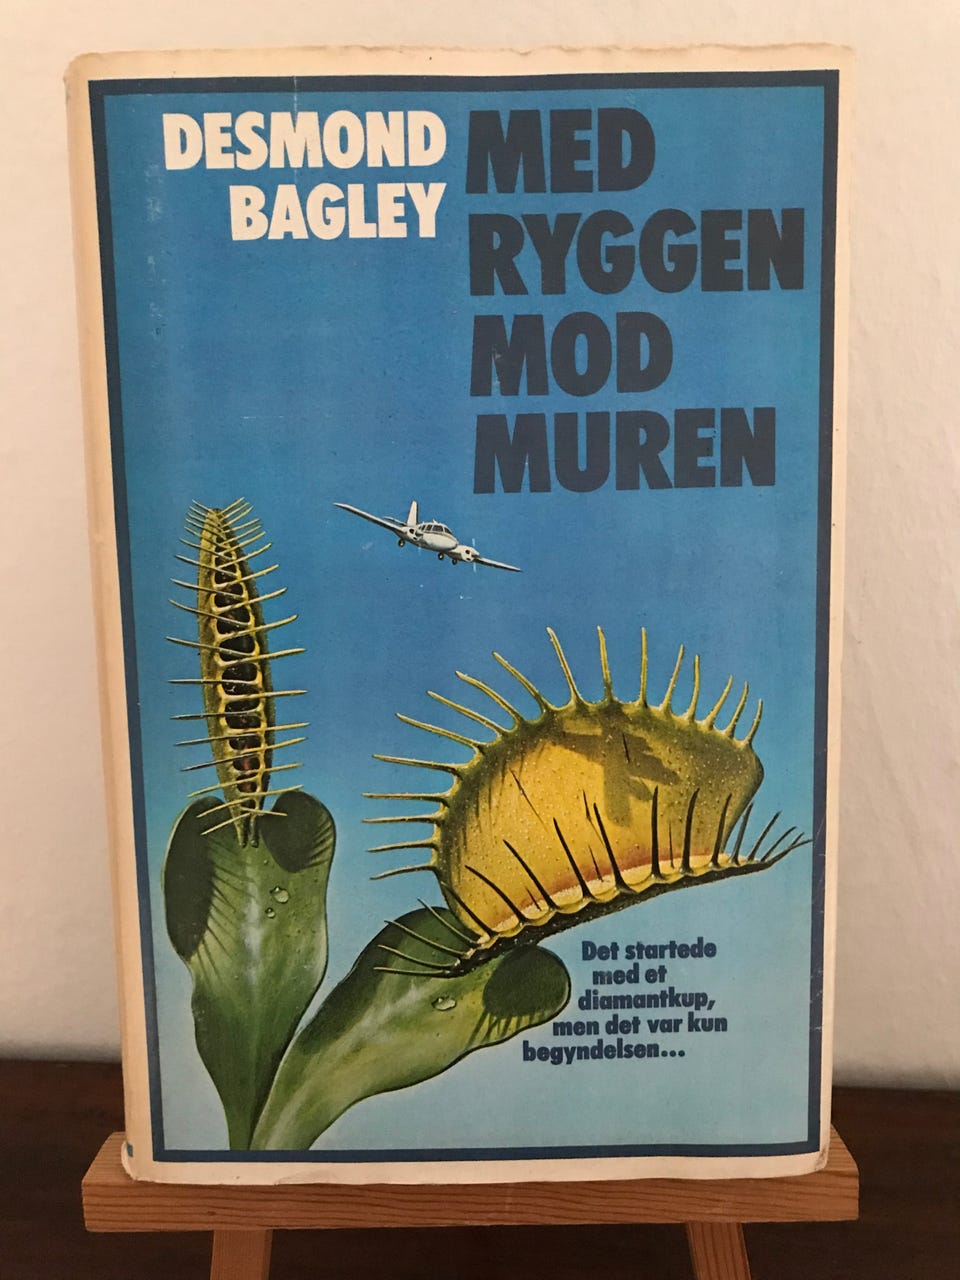 DESMOND
BAGLEY
MED
RYGGEN
MOD
MUREN
Det startede
med et
diamantkup,
men det var kun
begyndelsen...